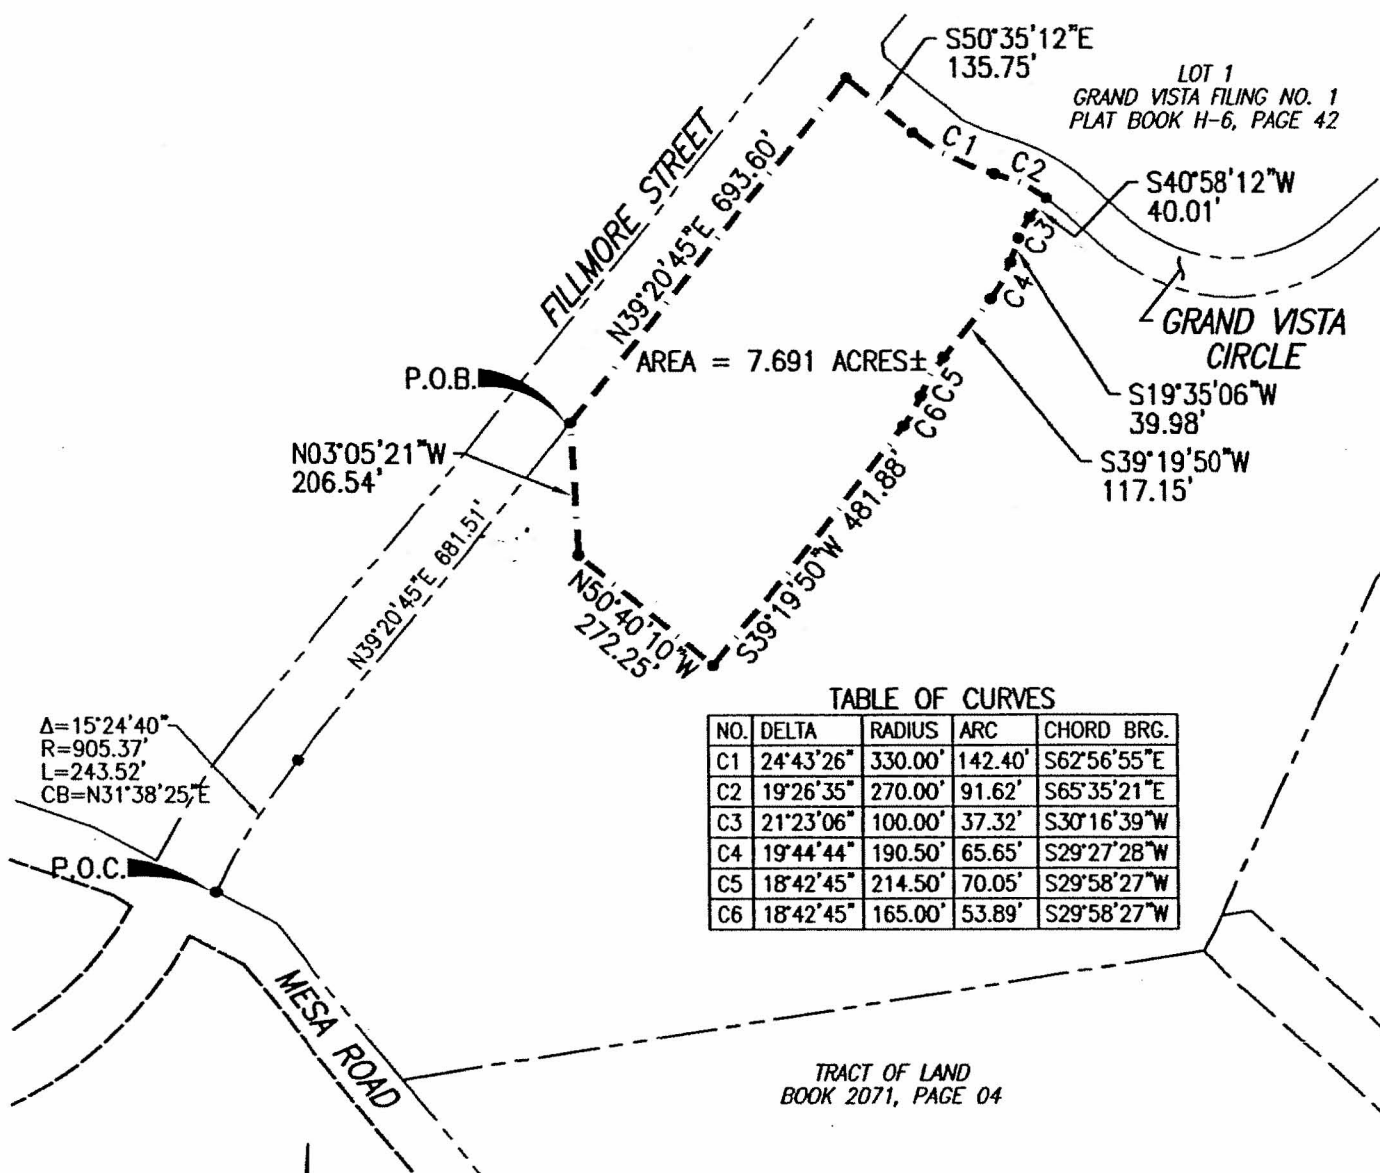 S50°35'12"E
135.75'
LOT 1
GRAND VISTA FILING NO. 1
PLAT BOOK H-6, PAGE 42
C1
C2
S40°58'12"W
40.01'
FILLMORE STREET
N39°20'45"E 693.60'
C3
C4
GRAND VISTA
CIRCLE
AREA = 7.691 ACRES±
P.O.B.
C5
S19°35'06"W
39.98'
C6
N03°05'21"W
206.54'
S39°19'50"W
117.15'
N39°20'45"E 681.51'
S39°19'50"W 481.88'
N50°40'10"W
272.25'
Δ=15°24'40"
R=905.37'
L=243.52'
CB=N31°38'25"E
P.O.C.
TABLE OF CURVES
NO. DELTA RADIUS ARC CHORD BRG.
C1 24°43'26" 330.00' 142.40' S62°56'55"E
C2 19°26'35" 270.00' 91.62' S65°35'21"E
C3 21°23'06" 100.00' 37.32' S30°16'39"W
C4 19°44'44" 190.50' 65.65' S29°27'28"W
C5 18°42'45" 214.50' 70.05' S29°58'27"W
C6 18°42'45" 165.00' 53.89' S29°58'27"W
MESA ROAD
TRACT OF LAND
BOOK 2071, PAGE 04